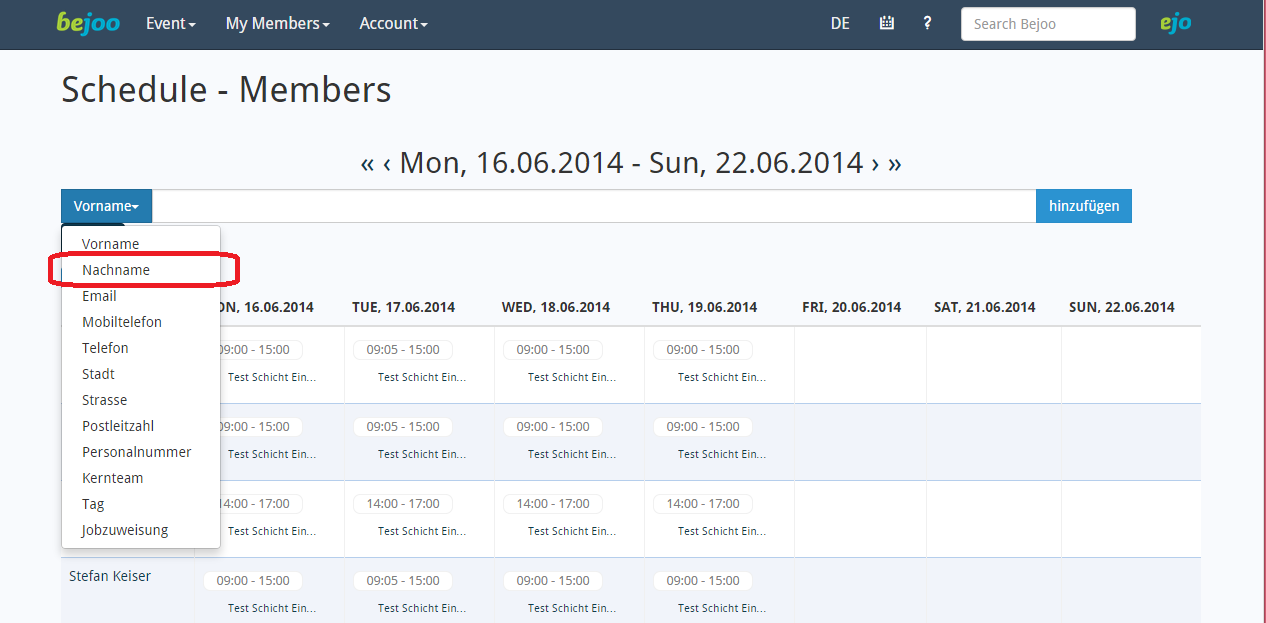 bejoo Event My Members Account DE ? Search Bejoo ejo
Schedule - Members
« ‹ Mon, 16.06.2014 - Sun, 22.06.2014 › »
Vorname hinzufügen
Vorname
Nachname
Email
Mobiltelefon
Telefon
Stadt
Strasse
Postleitzahl
Personalnummer
Kernteam
Tag
Jobzuweisung
ON, 16.06.2014 TUE, 17.06.2014 WED, 18.06.2014 THU, 19.06.2014 FRI, 20.06.2014 SAT, 21.06.2014 SUN, 22.06.2014
09:00 - 15:00 09:05 - 15:00 09:00 - 15:00 09:00 - 15:00
Test Schicht Ein... Test Schicht Ein... Test Schicht Ein... Test Schicht Ein...
09:00 - 15:00 09:05 - 15:00 09:00 - 15:00 09:00 - 15:00
Test Schicht Ein... Test Schicht Ein... Test Schicht Ein... Test Schicht Ein...
14:00 - 17:00 14:00 - 17:00 14:00 - 17:00 14:00 - 17:00
Test Schicht Ein... Test Schicht Ein... Test Schicht Ein... Test Schicht Ein...
Stefan Keiser 09:00 - 15:00 09:05 - 15:00 09:00 - 15:00 09:00 - 15:00
Test Schicht Ein... Test Schicht Ein... Test Schicht Ein... Test Schicht Ein...